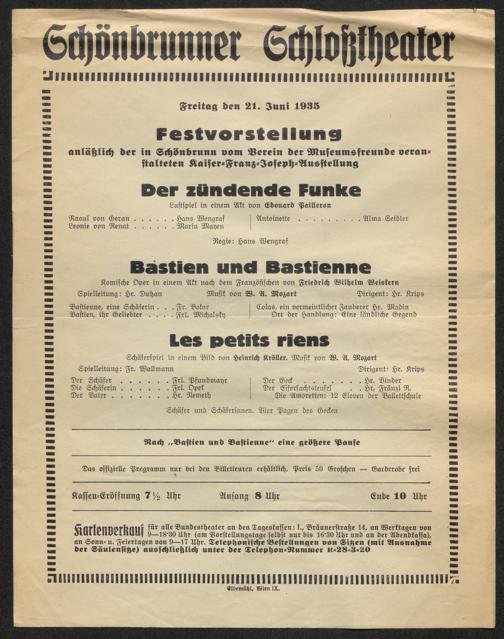 Schönbrunner Schloßtheater
Freitag den 21. Juni 1935
Festvorstellung
anläßlich der in Schönbrunn vom Verein der Museumsfreunde veran-
stalteten Kaiser-Franz-Joseph-Ausstellung
Der zündende Funke
Lustspiel in einem Akt von Edouard Pailleron
Raoul von Geran . . . . . . Hans Wengraf
Leonie von Renat . . . . . . Maria Mayen
Antoinette . . . . . . . . . Alma Seidler
Regie: Hans Wengraf
Bastien und Bastienne
Komische Oper in einem Akt nach dem Französischen von Friedrich Wilhelm Weiskern
Spielleitung: Hr. Duhan Musik von W. A. Mozart Dirigent: Hr. Krips
Bastienne, eine Schäferin . . . Fr. Bokor
Bastien, ihr Geliebter . . . . Frl. Michalsky
Colas, ein vermeintlicher Zauberer Hr. Madin
Ort der Handlung: Eine ländliche Gegend
Les petits riens
Schäferspiel in einem Bild von Heinrich Kröller. Musik von W. A. Mozart
Spielleitung: Fr. Wallmann Dirigent: Hr. Krips
Der Schäfer . . . . . . . Frl. Pfundmayr
Die Schäferin . . . . . . Frl. Opek
Der Vater . . . . . . . . Hr. Nemeth
Der Geck . . . . . . . . Hr. Binder
Der Eifersuchtsteufel . . . Hr. Fränzl R.
Die Amoretten: 12 Eleven der Ballettschule
Schäfer und Schäferinnen. Vier Pagen des Gecken
Nach „Bastien und Bastienne“ eine größere Pause
Das offizielle Programm nur bei den Billetteuren erhältlich. Preis 50 Groschen — Garderobe frei
Kassen-Eröffnung 7½ Uhr Anfang 8 Uhr Ende 10 Uhr
Kartenverkauf für alle Bundestheater an den Tageskassen: I., Bräunerstraße 14, an Werktagen von
9—18'30 Uhr (am Vorstellungstage selbst nur bis 16'30 Uhr und an der Abendkassa),
an Sonn- u. Feiertagen von 9—17 Uhr. Telephonische Bestellungen von Sitzen (mit Ausnahme
der Säulensitze) ausschließlich unter der Telephon-Nummer R-28-3-20
Elbemühl, Wien IX.